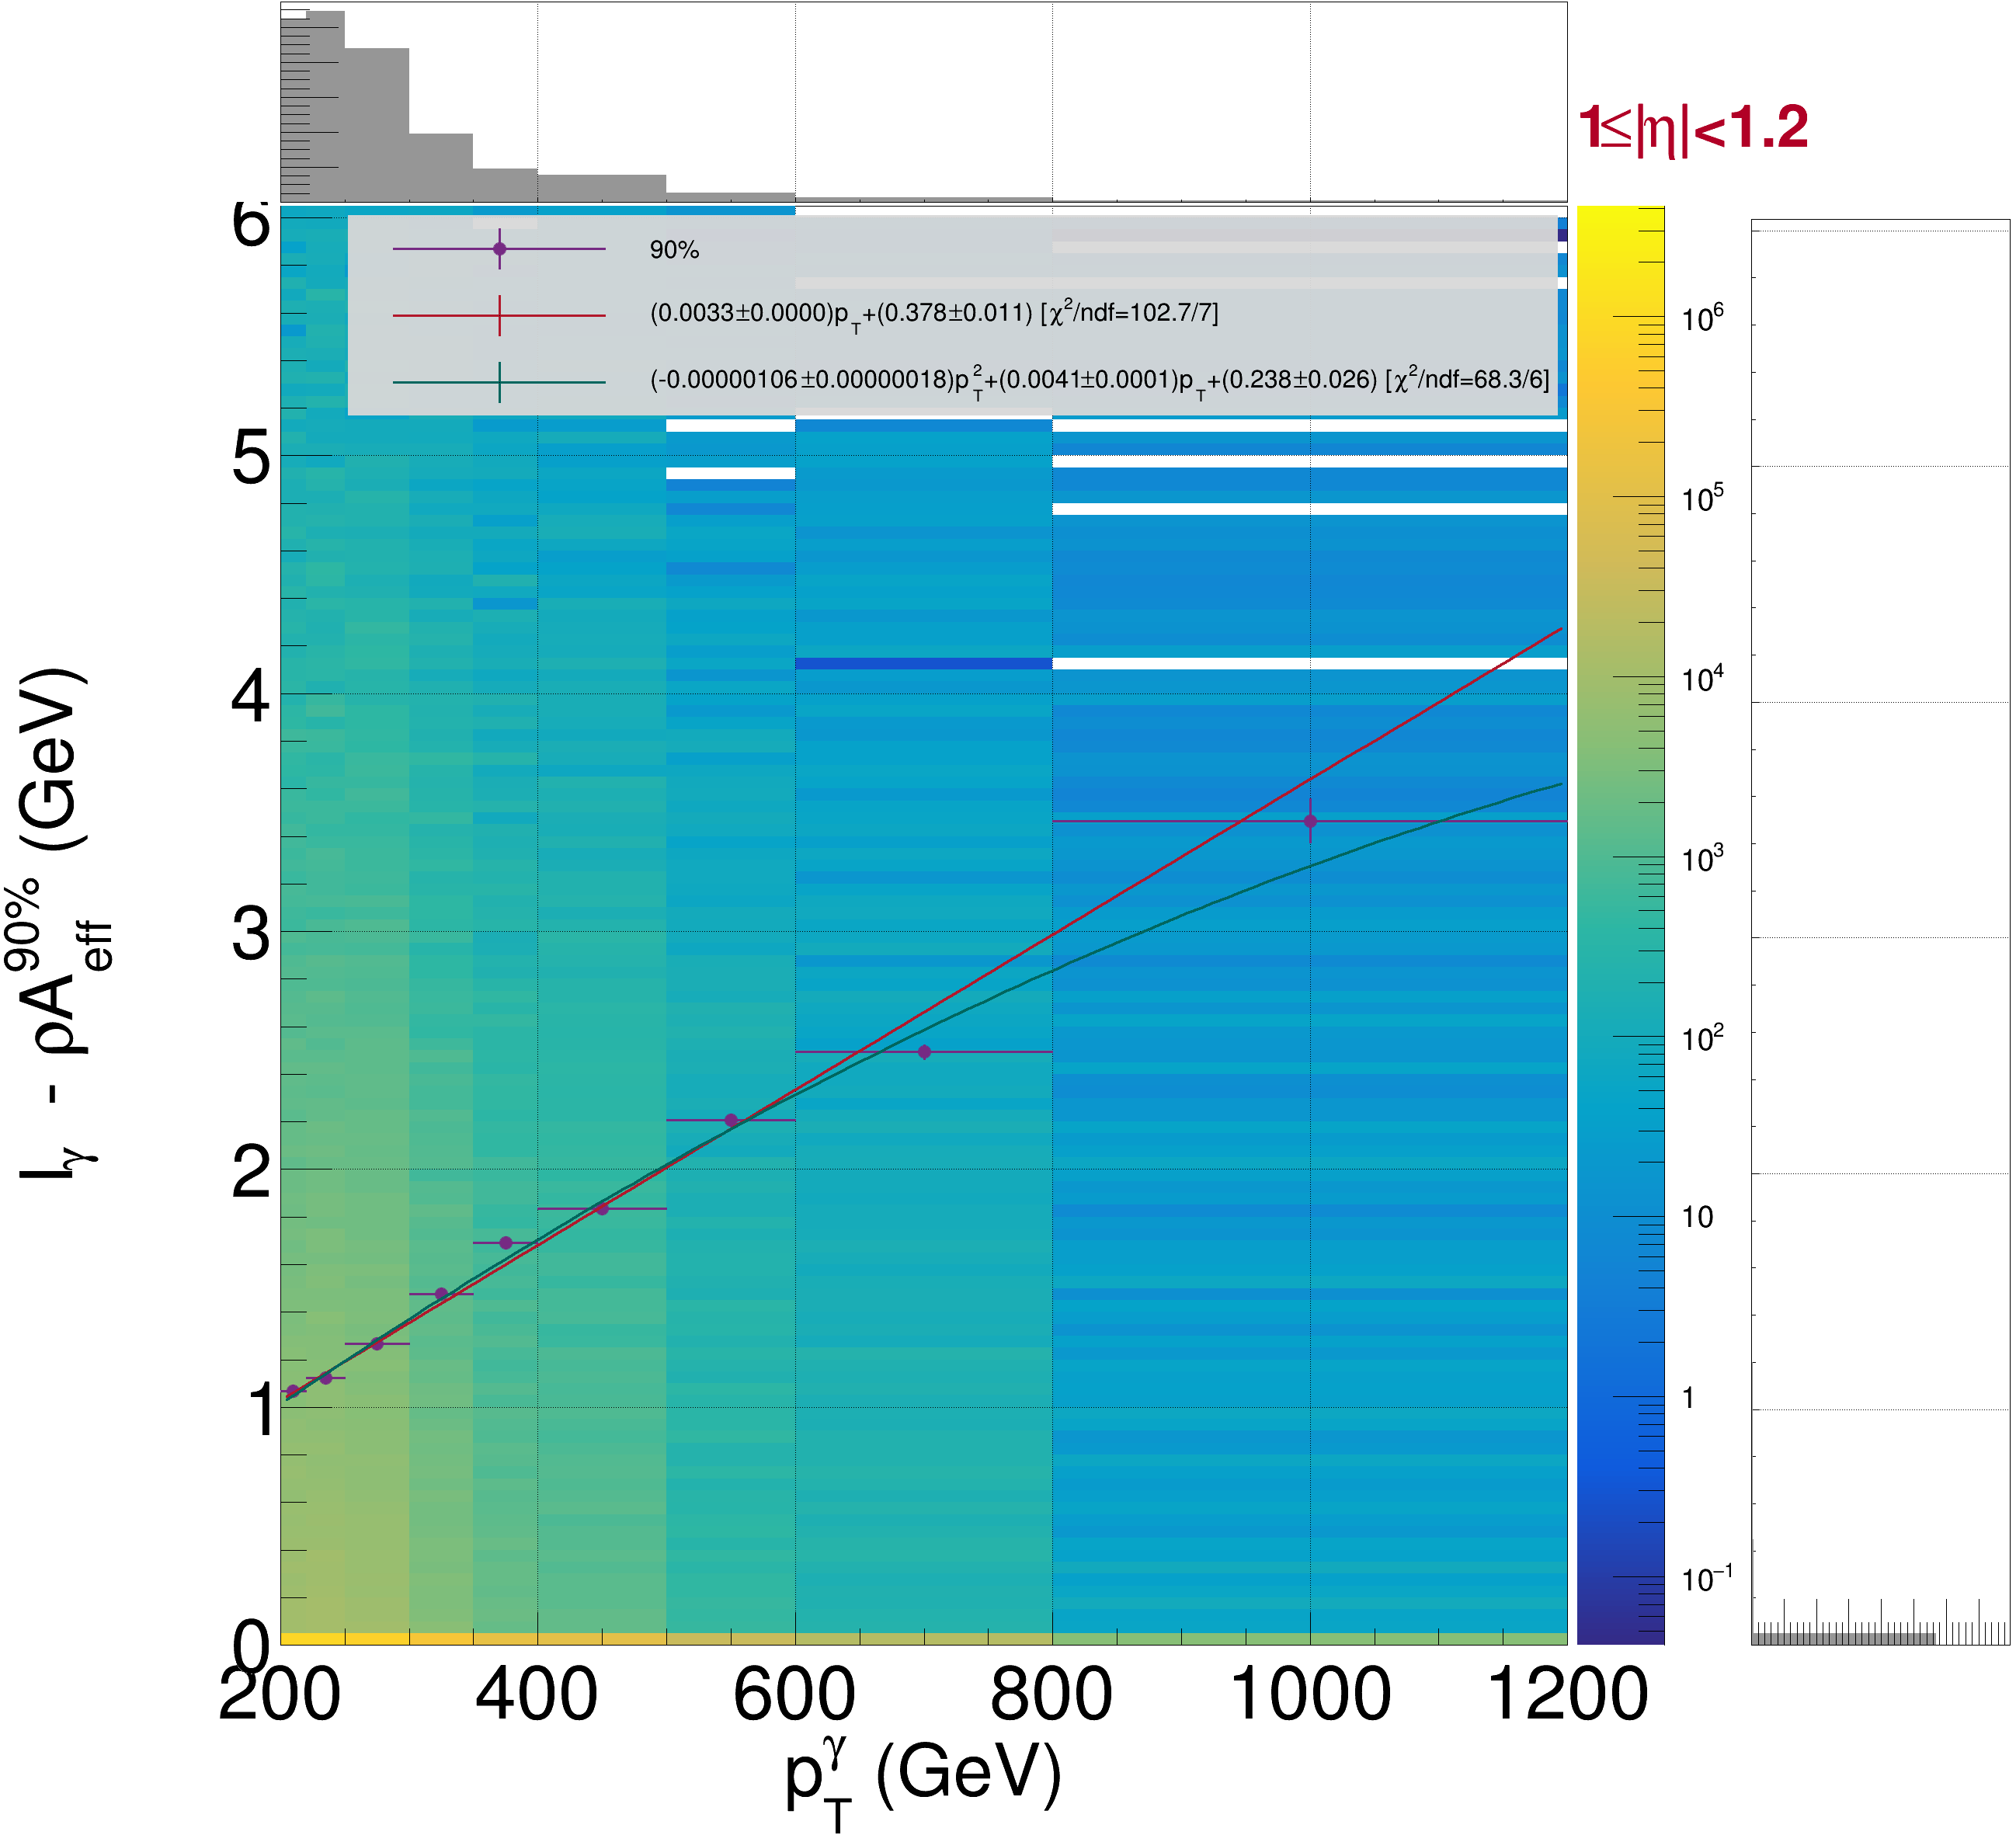 1≤|η|<1.2
90%
(0.0033±0.0000)p_T+(0.378±0.011) [χ²/ndf=102.7/7]
(-0.00000106±0.00000018)p_T²+(0.0041±0.0001)p_T+(0.238±0.026) [χ²/ndf=68.3/6]
I_γ - ρA_eff^90% (GeV)
6
5
4
3
2
1
0
200 400 600 800 1000 1200
p_T^γ (GeV)
10⁶
10⁵
10⁴
10³
10²
10
1
10⁻¹